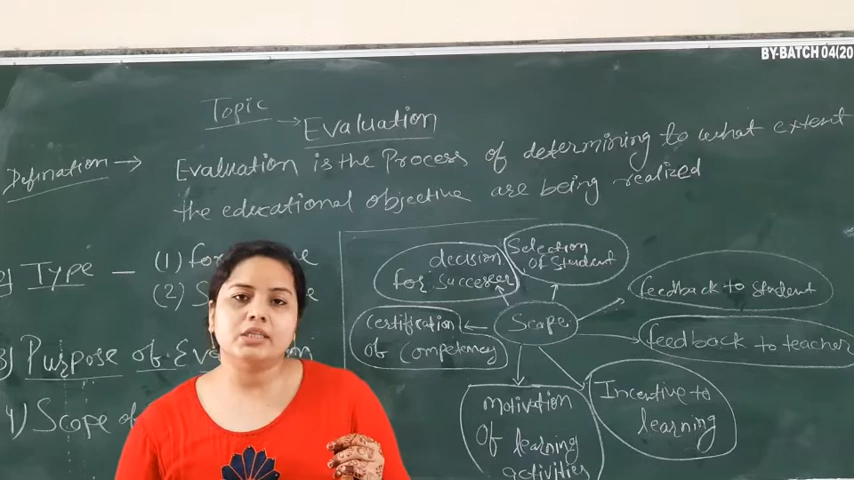 BY-BATCH 04(20
Topic
→ Evaluation
Defination → Evaluation is the Process of determining to what extent
the educational objective are being realized
Type — (1) for
(2) S
3) Purpose of Ev
4) Scope of
decision
for succeser
Selection
of Student
feedback to student
Scope
Certification
of Competency
feedback to teacher
motivation
of learning
activities
Incentive to
learning